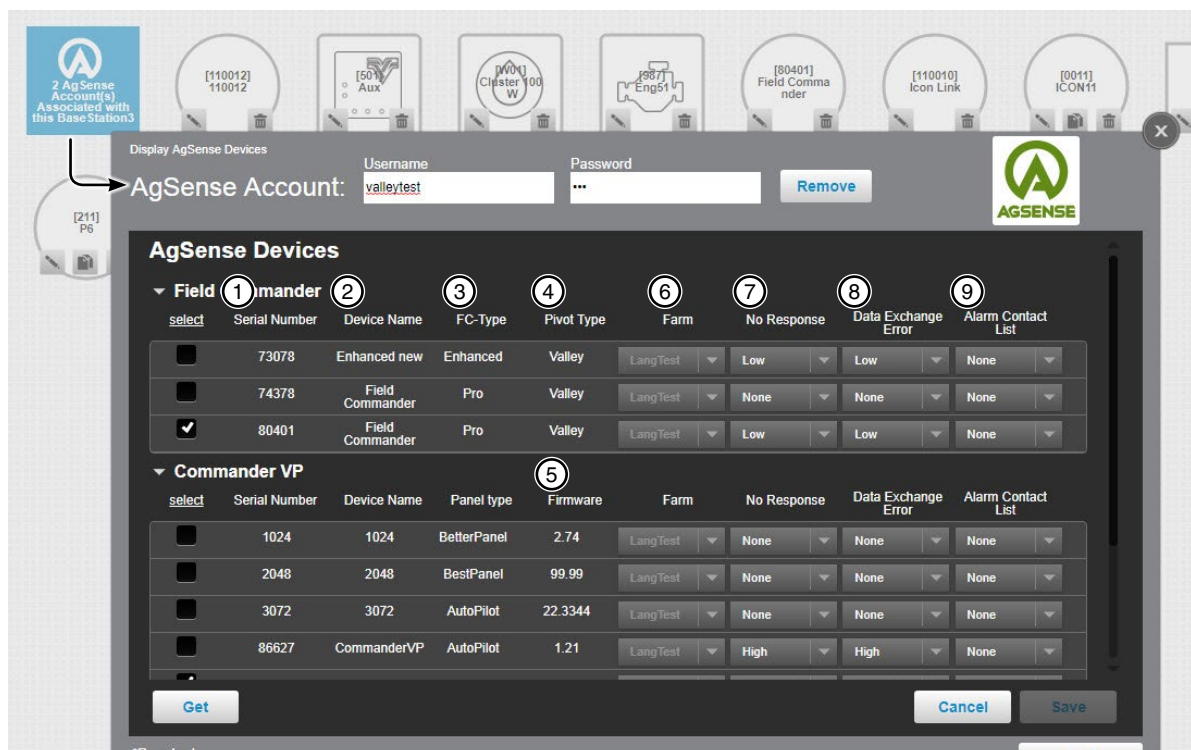 2 AgSense
Account(s)
Associated with
this BaseStation3
[110012]
110012
[501]
Aux
[W01]
Cluster 100
W
[987]
Eng51
[80401]
Field Comma
nder
[110010]
Icon Link
[0011]
ICON11
X
[211]
P6
Display AgSense Devices
Username
Password
AgSense Account:
valleytest
•••
Remove
AGSENSE
AgSense Devices
Field mmander
1
2
3
4
6
7
8
9
select Serial Number Device Name FC-Type Pivot Type Farm No Response Data Exchange Error Alarm Contact List
73078 Enhanced new Enhanced Valley LangTest Low Low None
74378 Field Commander Pro Valley LangTest None None None
80401 Field Commander Pro Valley LangTest Low Low None
Commander VP
5
select Serial Number Device Name Panel type Firmware Farm No Response Data Exchange Error Alarm Contact List
1024 1024 BetterPanel 2.74 LangTest None None None
2048 2048 BestPanel 99.99 LangTest None None None
3072 3072 AutoPilot 22.3344 LangTest None None None
86627 CommanderVP AutoPilot 1.21 LangTest High High None
Get
Cancel
Save